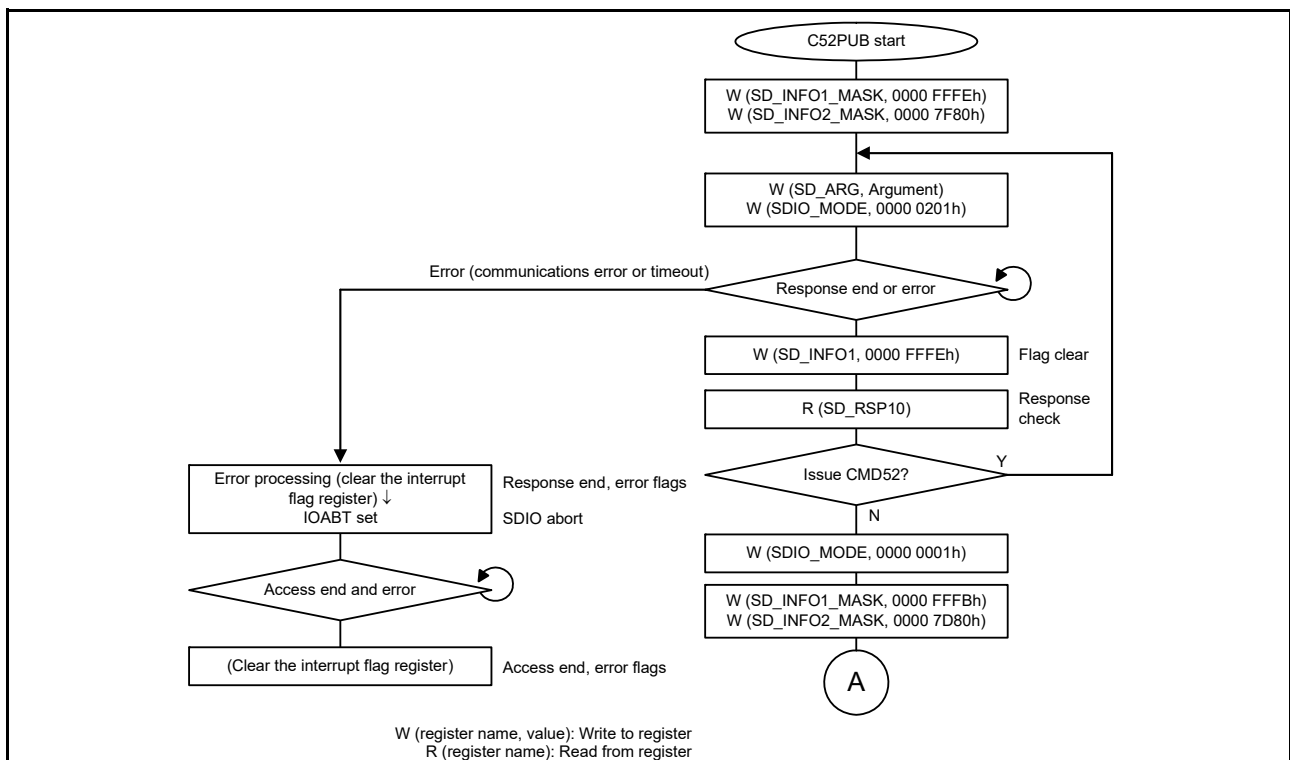 C52PUB start
W (SD_INFO1_MASK, 0000 FFFEh)
W (SD_INFO2_MASK, 0000 7F80h)
W (SD_ARG, Argument)
W (SDIO_MODE, 0000 0201h)
Error (communications error or timeout)
Response end or error
W (SD_INFO1, 0000 FFFEh)
Flag clear
R (SD_RSP10)
Response
check
Issue CMD52?
Y
N
Error processing (clear the interrupt
flag register) ↓
IOABT set
Response end, error flags
SDIO abort
W (SDIO_MODE, 0000 0001h)
Access end and error
W (SD_INFO1_MASK, 0000 FFFBh)
W (SD_INFO2_MASK, 0000 7D80h)
(Clear the interrupt flag register)
Access end, error flags
A
W (register name, value): Write to register
R (register name): Read from register